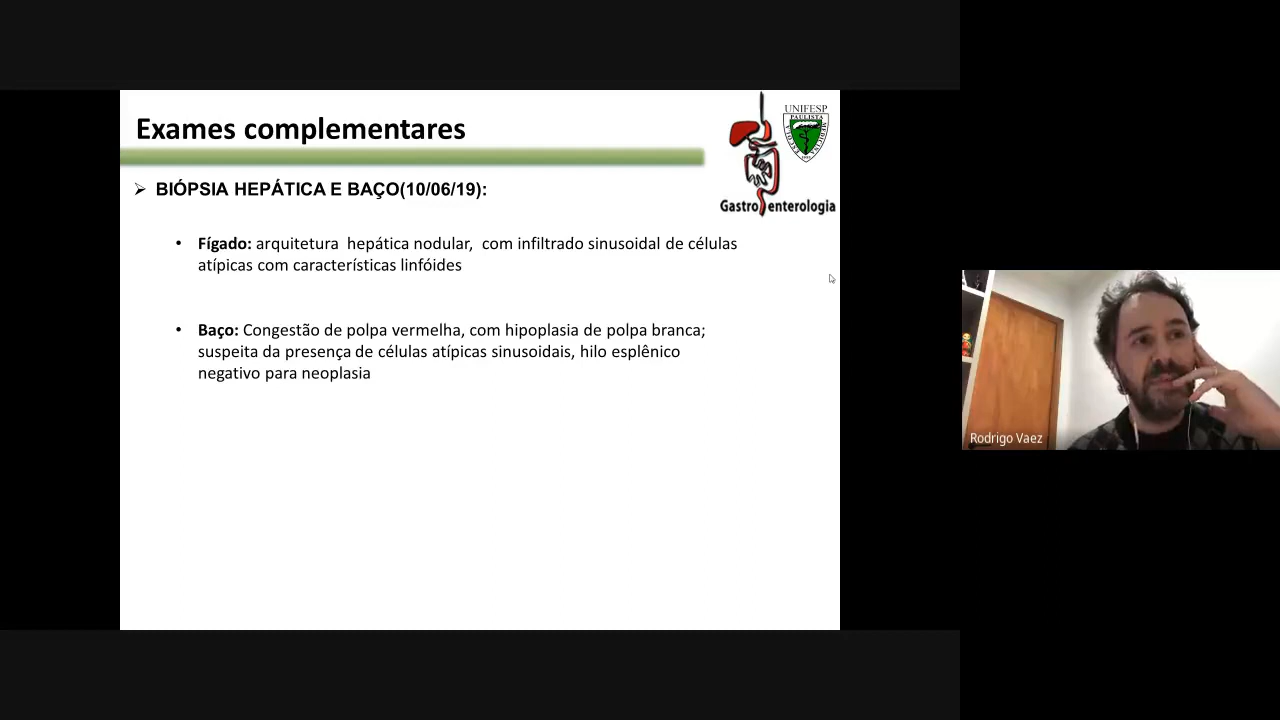 Exames complementares
UNIFESP
PAULISTA
Gastroenterologia
BIÓPSIA HEPÁTICA E BAÇO(10/06/19):
• Fígado: arquitetura hepática nodular, com infiltrado sinusoidal de células
atípicas com características linfóides
• Baço: Congestão de polpa vermelha, com hipoplasia de polpa branca;
suspeita da presença de células atípicas sinusoidais, hilo esplênico
negativo para neoplasia
Rodrigo Vaez